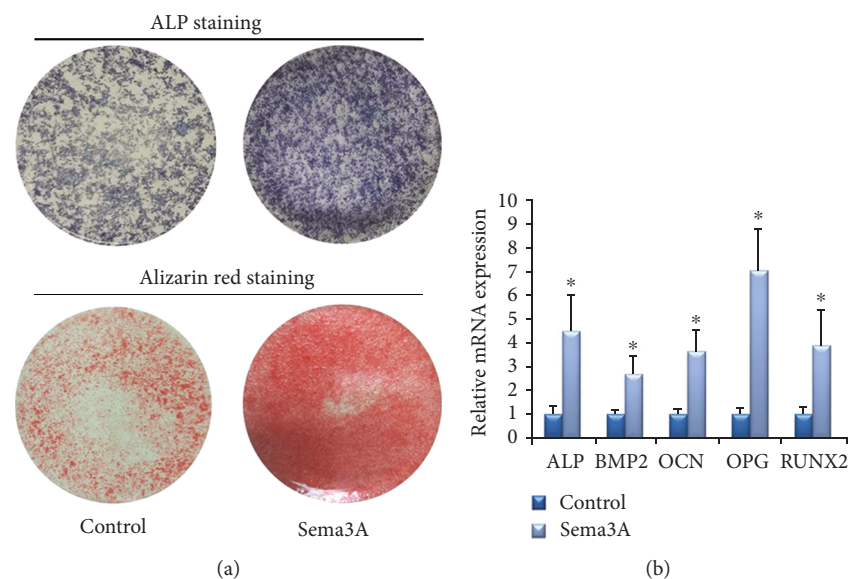 ALP staining
Alizarin red staining
Control
Sema3A
(a)
Relative mRNA expression
10
9
8
7
6
5
4
3
2
1
0
*
*
*
*
*
ALP BMP2 OCN OPG RUNX2
Control
Sema3A
(b)